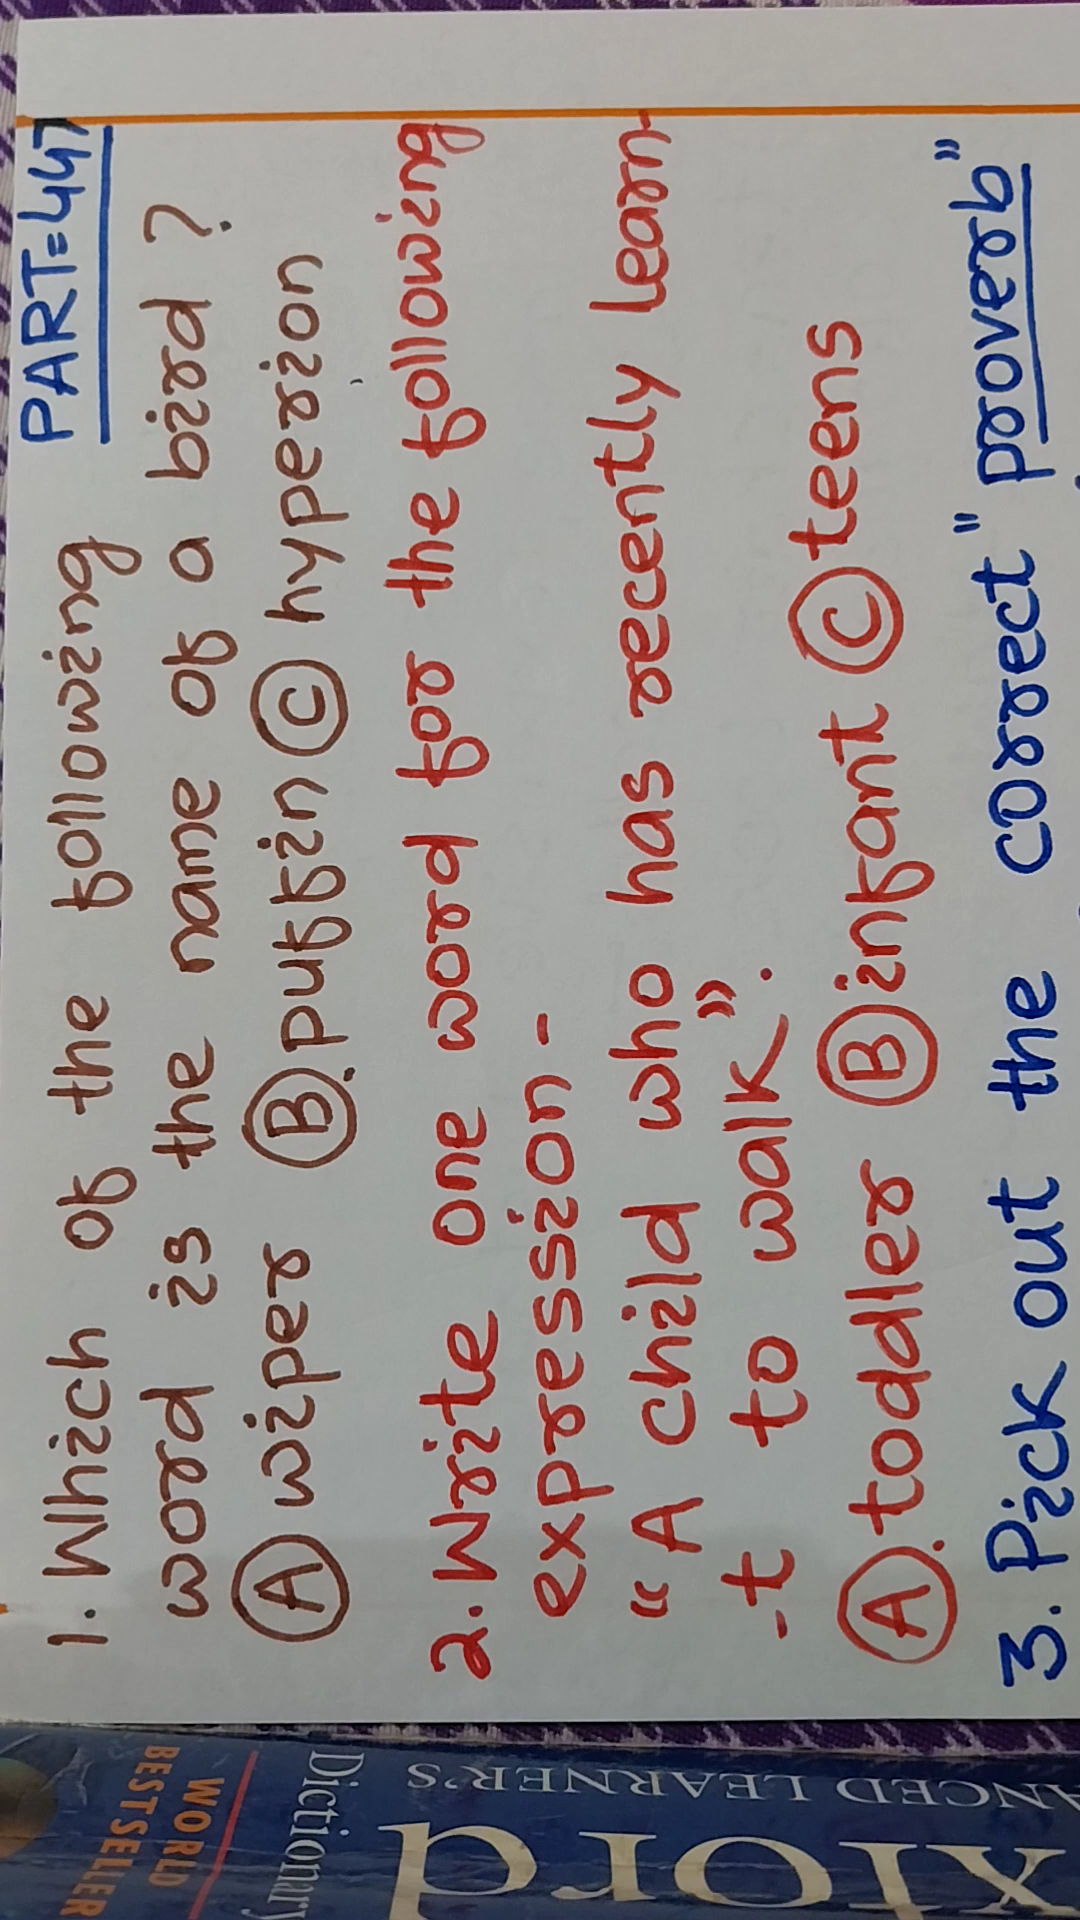 PART=447
1. Which of the following
word is the name of a bird ?
A wiper B. puffin C hyperion
2. Write one word for the following
expression -
“ A child who has recently learn-
-t to walk”.
A. toddler B infant C teens
3. Pick out the correct "proverb"
WORLD
BESTSELLER
Dictionary
ANCED LEARNER'S
xford